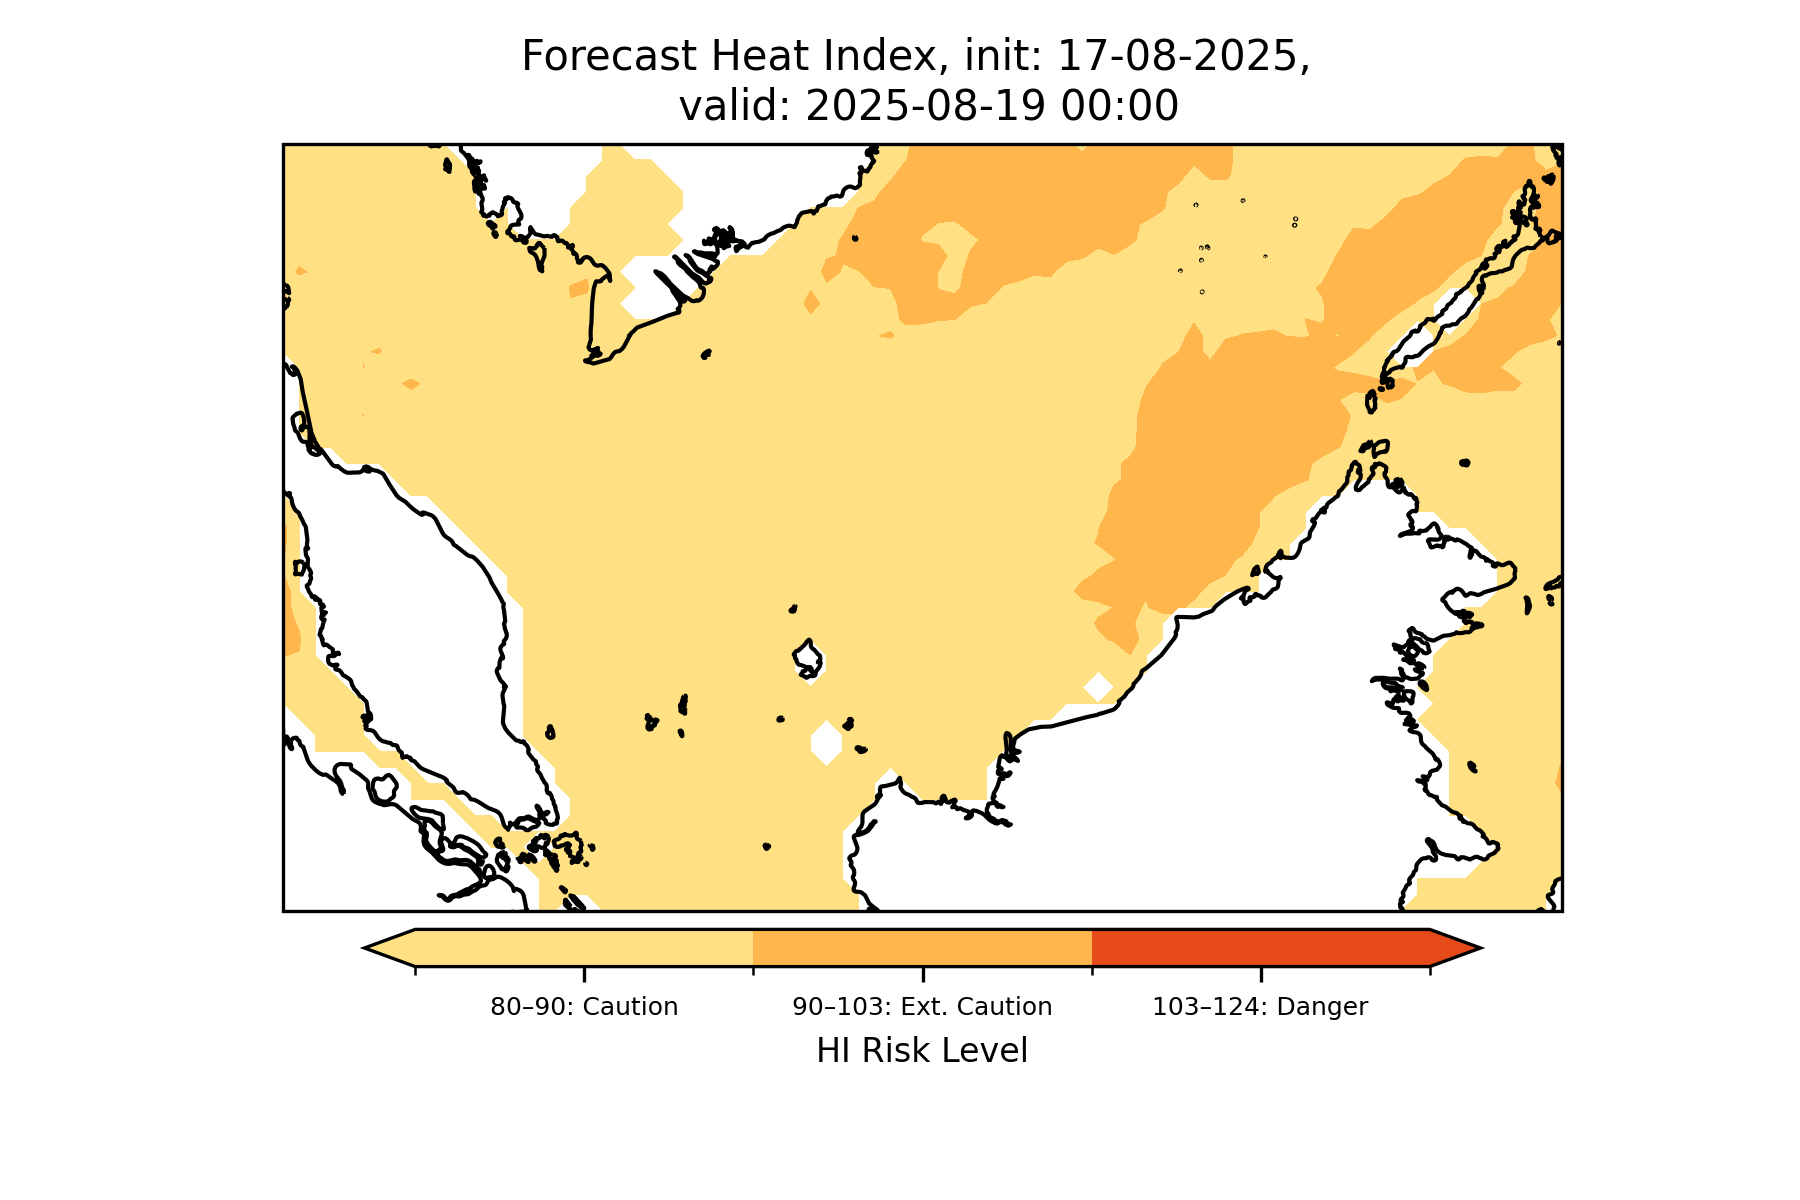 Forecast Heat Index, init: 17-08-2025,
valid: 2025-08-19 00:00
80–90: Caution
90–103: Ext. Caution
103–124: Danger
HI Risk Level